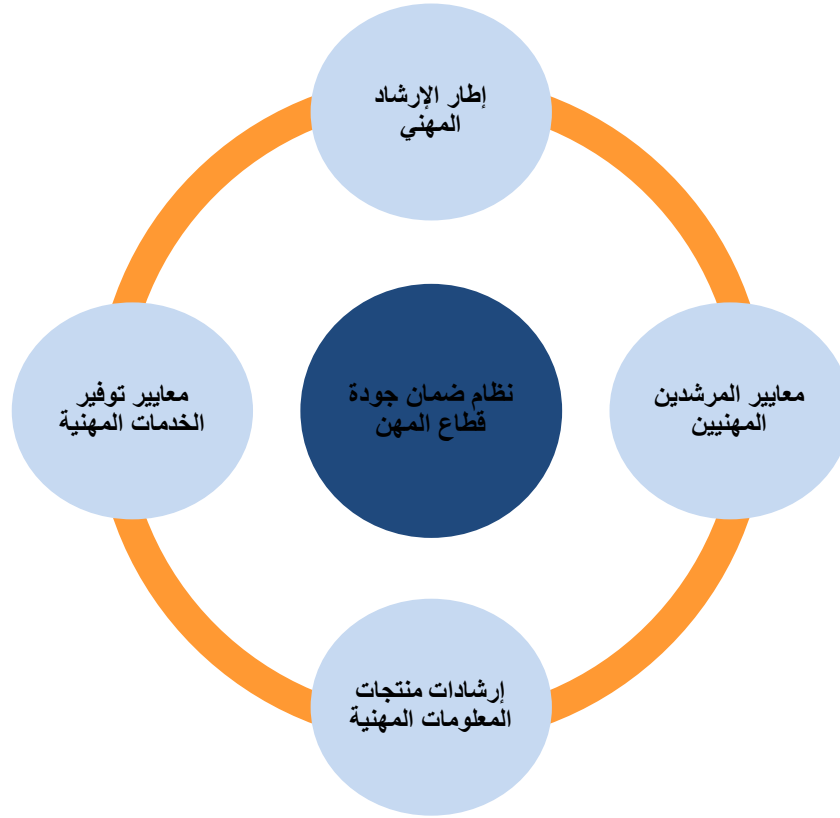 إطار الإرشاد
المهني
معايير المرشدين
المهنيين
نظام ضمان جودة
قطاع المهن
معايير توفير
الخدمات المهنية
إرشادات منتجات
المعلومات المهنية